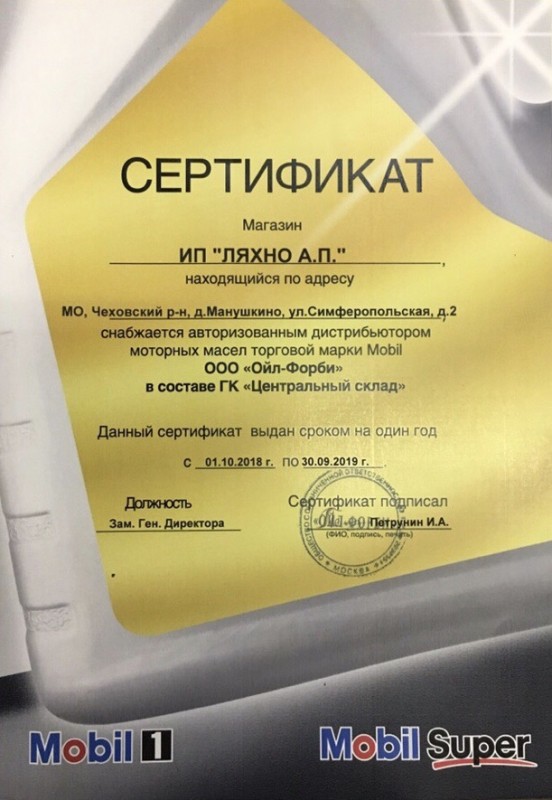 СЕРТИФИКАТ
Магазин
ИП "ЛЯХНО А.П."
находящийся по адресу
МО, Чеховский р-н, д.Манушкино, ул.Симферопольская, д.2
снабжается авторизованным дистрибьютором
моторных масел торговой марки Mobil
ООО «Ойл-Форби»
в составе ГК «Центральный склад»
Данный сертификат выдан сроком на один год
с 01.10.2018 г. по 30.09.2019 г.
Должность Сертификат подписал
Зам. Ген. Директора Петрунин И.А.
(ФИО, подпись, печать)
МОСКВА
Mobil 1 Mobil Super